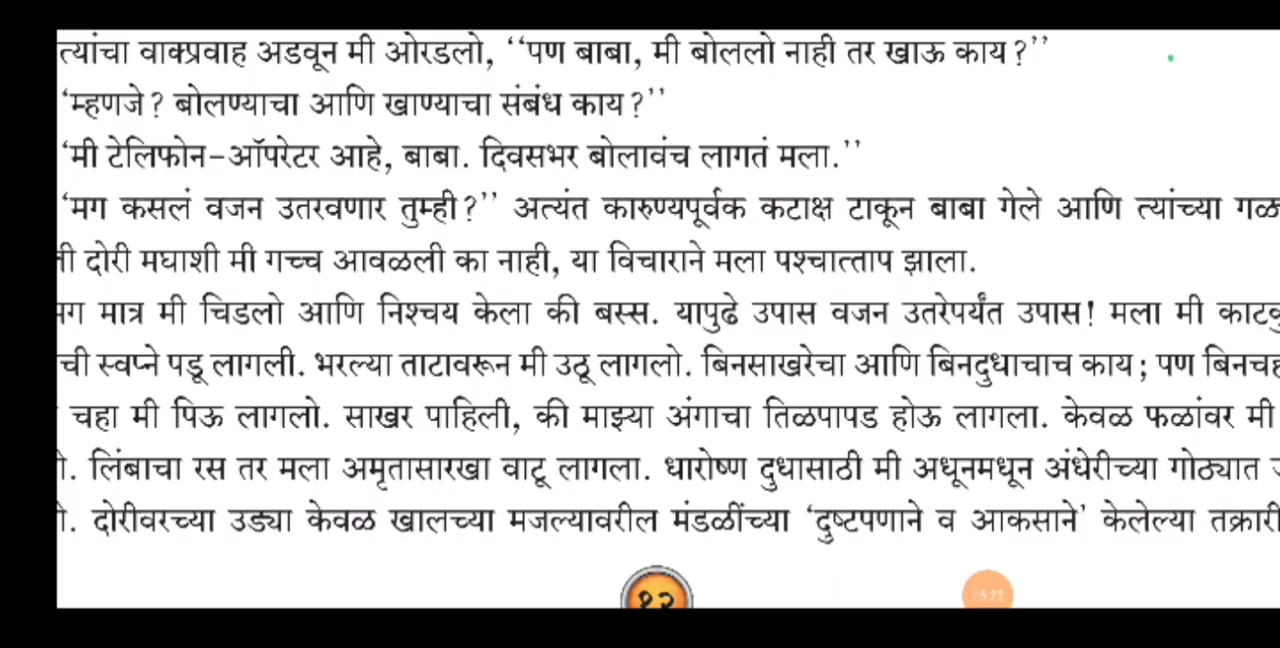 त्यांचा वाक्प्रवाह अडवून मी ओरडलो, ‘‘पण बाबा, मी बोललो नाही तर खाऊ काय?’’
‘म्हणजे? बोलण्याचा आणि खाण्याचा संबंध काय?’’
‘मी टेलिफोन-ऑपरेटर आहे, बाबा. दिवसभर बोलावंच लागतं मला.’’
‘मग कसलं वजन उतरवणार तुम्ही?’’ अत्यंत कारुण्यपूर्वक कटाक्ष टाकून बाबा गेले आणि त्यांच्या
दोरी मघाशी मी गच्च आवळली का नाही, या विचाराने मला पश्चात्ताप झाला.
मात्र मी चिडलो आणि निश्चय केला की बस्स. यापुढे उपास वजन उतरेपर्यंत उपास! मला मी
ची स्वप्ने पडू लागली. भरल्या ताटावरून मी उठू लागलो. बिनसाखरेचा आणि बिनदुधाचाच काय; पण
चहा मी पिऊ लागलो. साखर पाहिली, की माझ्या अंगाचा तिळपापड होऊ लागला. केवळ फळांवर मी
लिंबाचा रस तर मला अमृतासारखा वाटू लागला. धारोष्ण दुधासाठी मी अधूनमधून अंधेरीच्या गोठ्यात
दोरीवरच्या उड्या केवळ खालच्या मजल्यावरील मंडळींच्या ‘दुष्टपणाने व आकसाने’ केलेल्या तक्रारी
१२